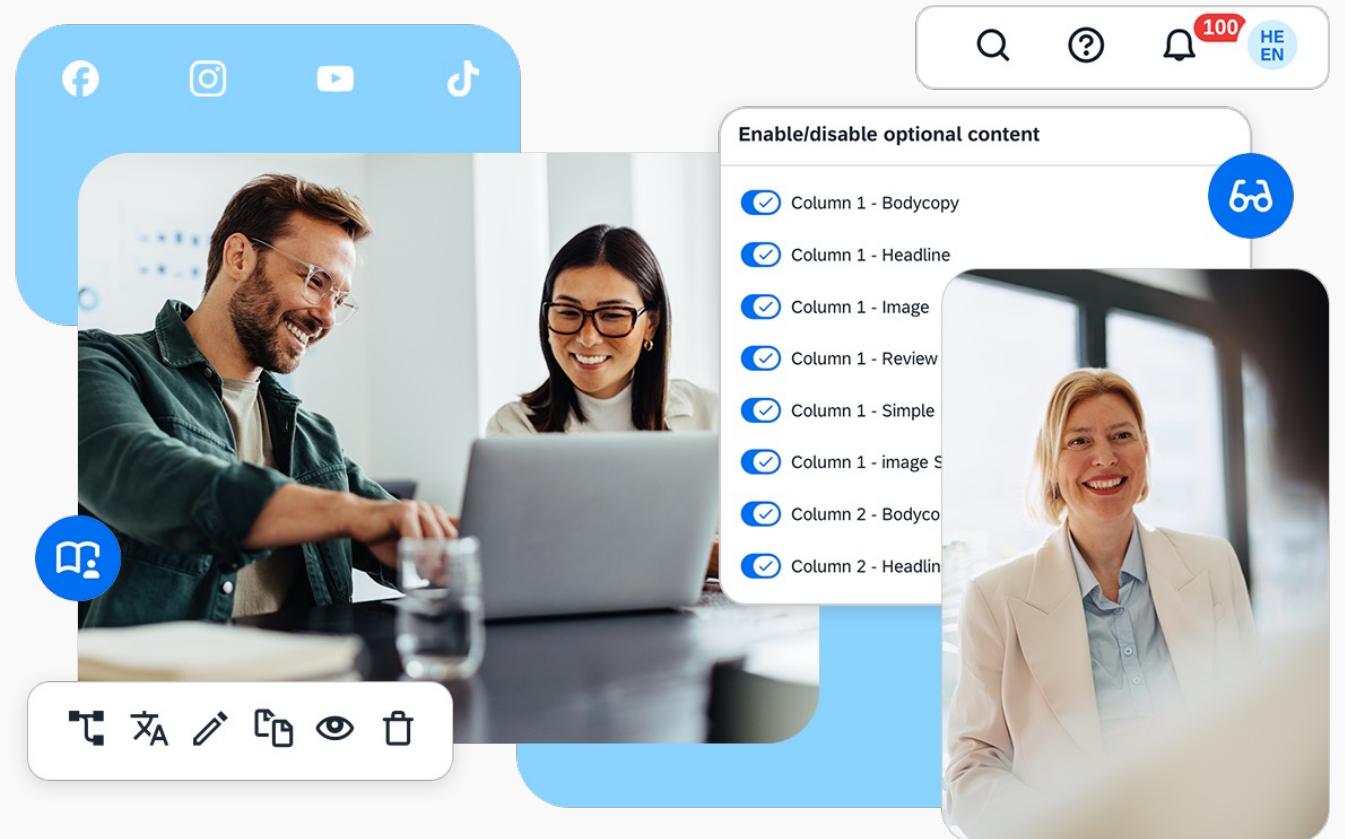 100
HE
EN
Enable/disable optional content
Column 1 - Bodycopy
Column 1 - Headline
Column 1 - Image
Column 1 - Review
Column 1 - Simple
Column 1 - image S
Column 2 - Bodyco
Column 2 - Headlin